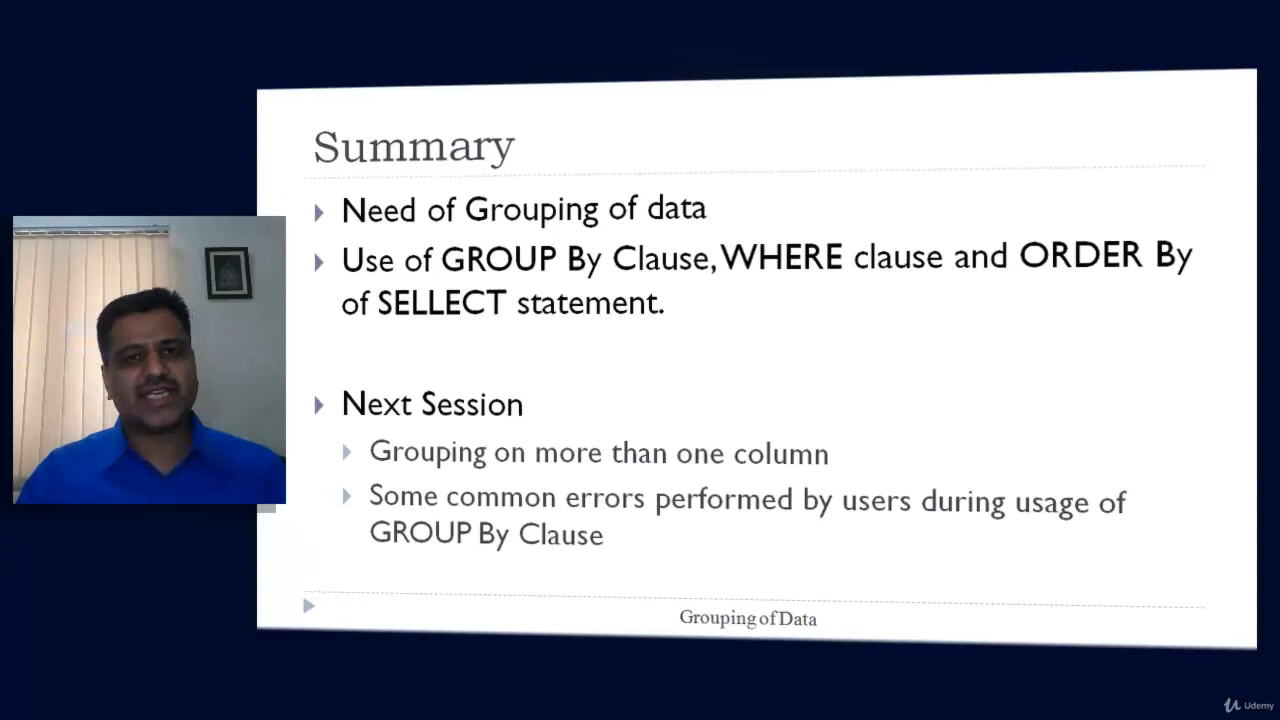 Summary
Need of Grouping of data
Use of GROUP By Clause, WHERE clause and ORDER By
of SELLECT statement.
Next Session
Grouping on more than one column
Some common errors performed by users during usage of
GROUP By Clause
Grouping of Data
Udemy